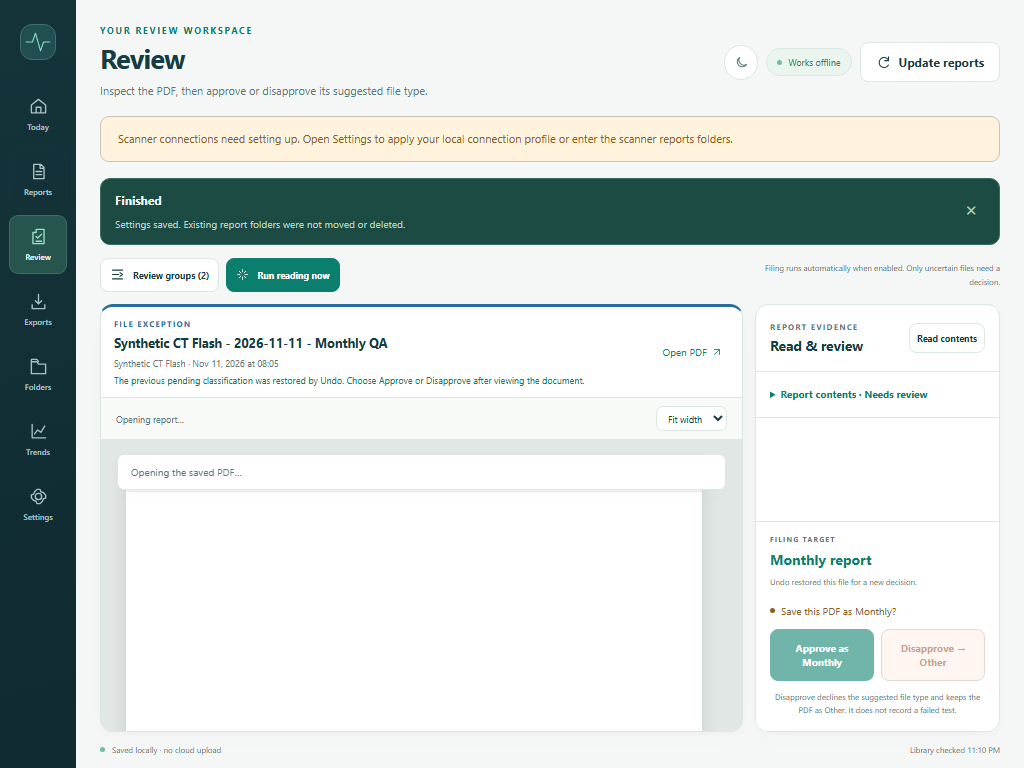 YOUR REVIEW WORKSPACE
Review
Inspect the PDF, then approve or disapprove its suggested file type.
Works offline
Update reports
Today
Reports
Review
Exports
Folders
Trends
Settings
Scanner connections need setting up. Open Settings to apply your local connection profile or enter the scanner reports folders.
Finished
Settings saved. Existing report folders were not moved or deleted.
×
Review groups (2)
Run reading now
Filing runs automatically when enabled. Only uncertain files need a
decision.
FILE EXCEPTION
Synthetic CT Flash - 2026-11-11 - Monthly QA
Synthetic CT Flash · Nov 11, 2026 at 08:05
The previous pending classification was restored by Undo. Choose Approve or Disapprove after viewing the document.
Open PDF ↗
Opening report...
Fit width
Opening the saved PDF...
REPORT EVIDENCE
Read & review
Read contents
Report contents · Needs review
FILING TARGET
Monthly report
Undo restored this file for a new decision.
Save this PDF as Monthly?
Approve as
Monthly
Disapprove →
Other
Disapprove declines the suggested file type and keeps the
PDF as Other. It does not record a failed test.
Saved locally · no cloud upload
Library checked 11:10 PM